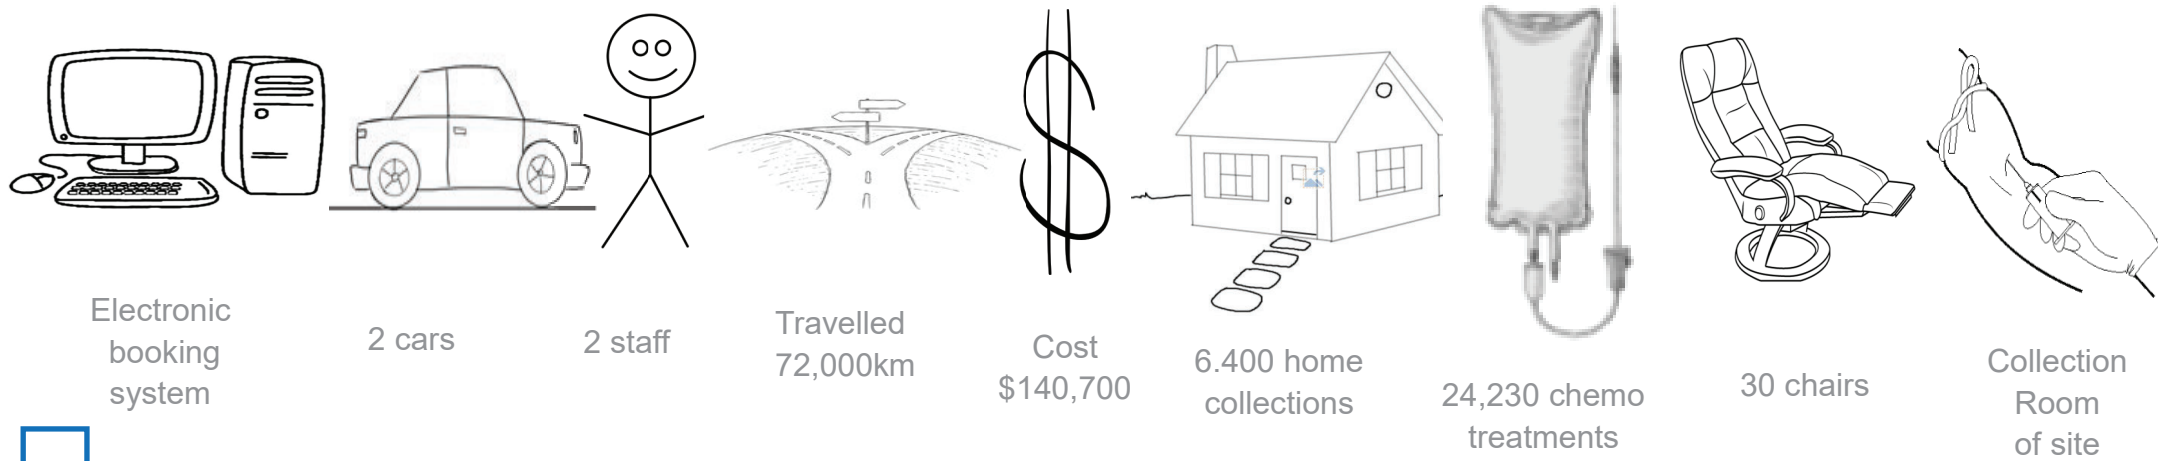 Electronic
booking
system
2 cars
2 staff
Travelled
72,000km
Cost
$140,700
6.400 home
collections
24,230 chemo
treatments
30 chairs
Collection
Room
of site